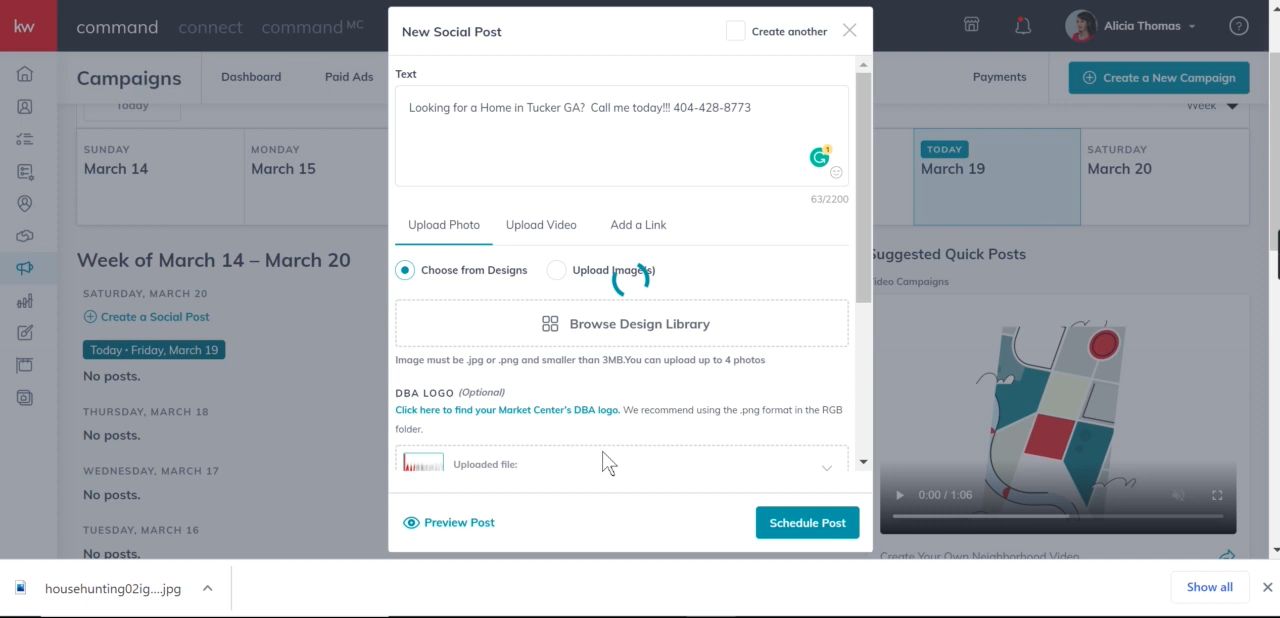 kw
command
connect
command MC
Alicia Thomas
?
Campaigns
Dashboard
Paid Ads
Payments
Create a New Campaign
Today
Week
SUNDAY
March 14
MONDAY
March 15
TODAY
March 19
SATURDAY
March 20
New Social Post
Create another
Text
Looking for a Home in Tucker GA? Call me today!!! 404-428-8773
1
63/2200
Upload Photo
Upload Video
Add a Link
Choose from Designs
Upload Image(s)
Browse Design Library
Image must be .jpg or .png and smaller than 3MB.You can upload up to 4 photos
DBA LOGO (Optional)
Click here to find your Market Center's DBA logo. We recommend using the .png format in the RGB
folder.
Uploaded file:
Preview Post
Schedule Post
Week of March 14 – March 20
SATURDAY, MARCH 20
Create a Social Post
Today • Friday, March 19
No posts.
THURSDAY, MARCH 18
No posts.
WEDNESDAY, MARCH 17
No posts.
TUESDAY, MARCH 16
No posts.
Suggested Quick Posts
Video Campaigns
0:00 / 1:06
Create Your Own Neighborhood Video
househunting02ig....jpg
Show all